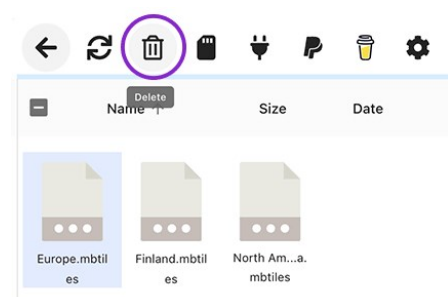 Delete
Name ↑
Size
Date
Europe.mbtil
es
Finland.mbtil
es
North Am...a.
mbtiles